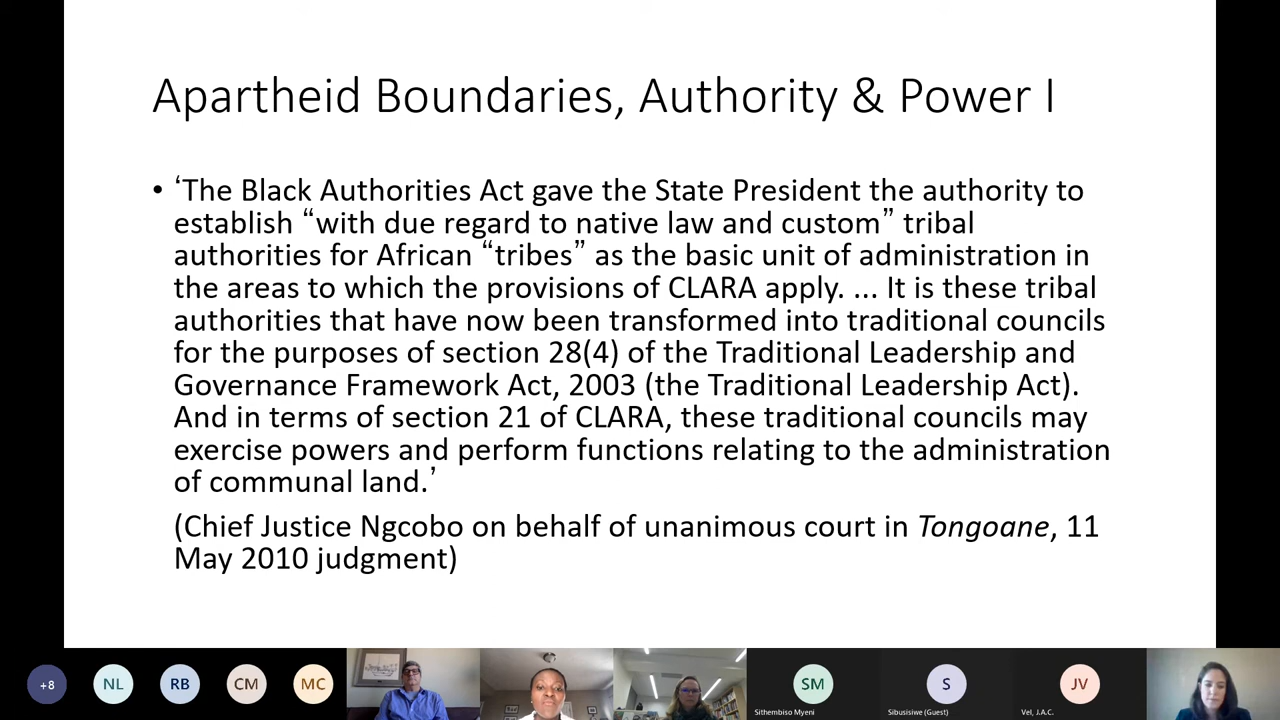 Apartheid Boundaries, Authority & Power I
• ‘The Black Authorities Act gave the State President the authority to
establish “with due regard to native law and custom” tribal
authorities for African “tribes” as the basic unit of administration in
the areas to which the provisions of CLARA apply. ... It is these tribal
authorities that have now been transformed into traditional councils
for the purposes of section 28(4) of the Traditional Leadership and
Governance Framework Act, 2003 (the Traditional Leadership Act).
And in terms of section 21 of CLARA, these traditional councils may
exercise powers and perform functions relating to the administration
of communal land.’
(Chief Justice Ngcobo on behalf of unanimous court in Tongoane, 11
May 2010 judgment)
+8 NL RB CM MC SM S JV
Sithembiso Myeni Sibusisiwe (Guest) Vel, J.A.C.